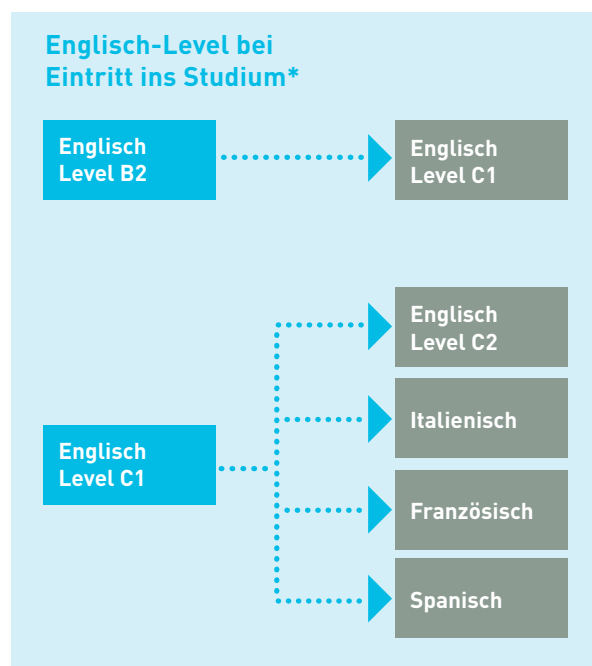 Englisch-Level bei
Eintritt ins Studium*
Englisch
Level B2
Englisch
Level C1
Englisch
Level C1
Englisch
Level C2
Italienisch
Französisch
Spanisch